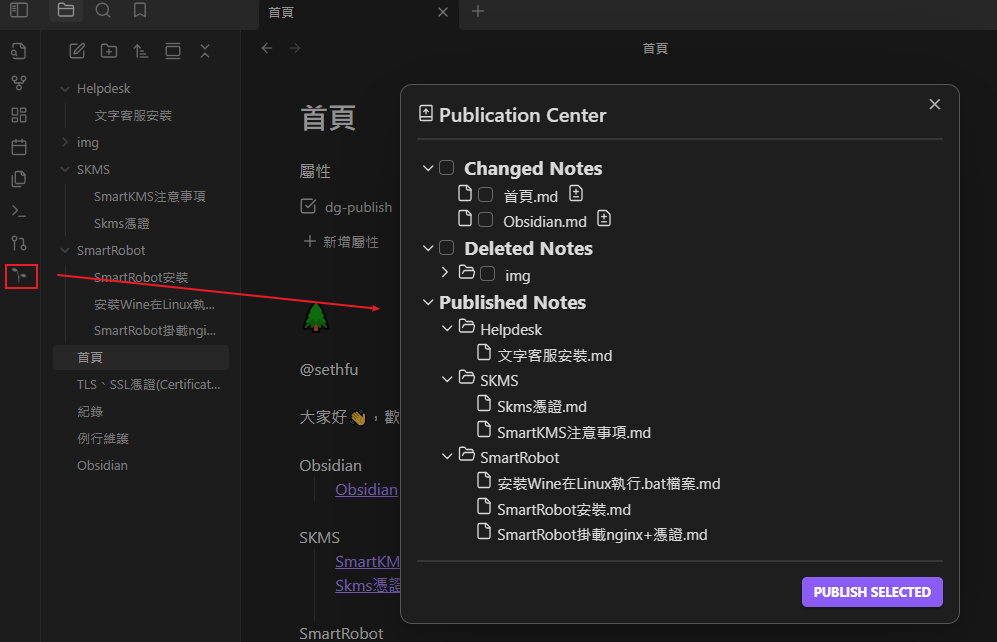 首頁
首頁
Helpdesk
文字客服安裝
img
SKMS
SmartKMS注意事項
Skms憑證
SmartRobot
SmartRobot安裝
安裝Wine在Linux執...
SmartRobot掛載ngi...
首頁
TLS、SSL憑證(Certificat...
紀錄
例行維護
Obsidian
首頁
屬性
dg-publish
新增屬性
@sethfu
大家好👋，歡
Obsidian
Obsidian
SKMS
SmartKM
Skms憑證
SmartRobot
Publication Center
Changed Notes
首頁.md
Obsidian.md
Deleted Notes
img
Published Notes
Helpdesk
文字客服安裝.md
SKMS
Skms憑證.md
SmartKMS注意事項.md
SmartRobot
安裝Wine在Linux執行.bat檔案.md
SmartRobot安裝.md
SmartRobot掛載nginx+憑證.md
PUBLISH SELECTED